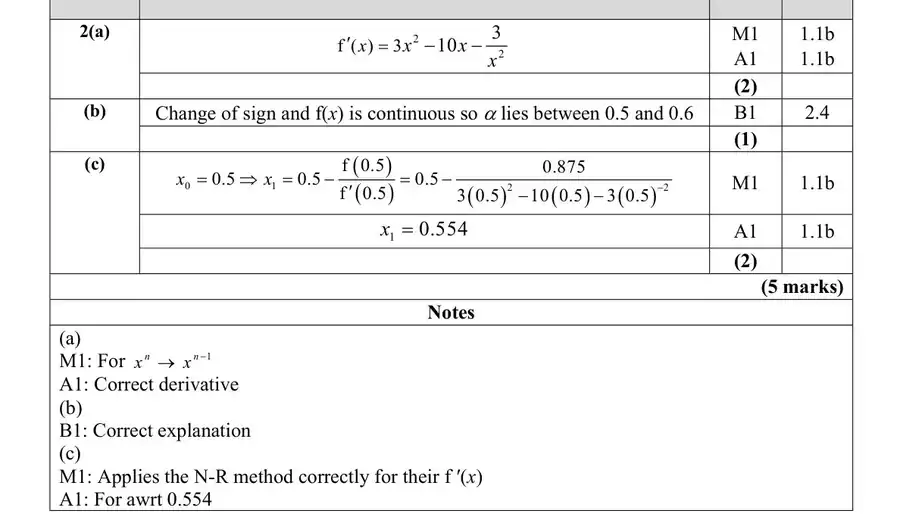 2(a) f′(x) = 3x² − 10x − 3/x² M1 1.1b
A1 1.1b
(2)
(b) Change of sign and f(x) is continuous so α lies between 0.5 and 0.6 B1 2.4
(1)
(c) x₀ = 0.5 ⇒ x₁ = 0.5 − f(0.5)/f′(0.5) = 0.5 − 0.875/(3(0.5)² − 10(0.5) − 3(0.5)⁻²) M1 1.1b
x₁ = 0.554 A1 1.1b
(2)
(5 marks)
Notes
(a)
M1: For xⁿ → xⁿ⁻¹
A1: Correct derivative
(b)
B1: Correct explanation
(c)
M1: Applies the N-R method correctly for their f ′(x)
A1: For awrt 0.554